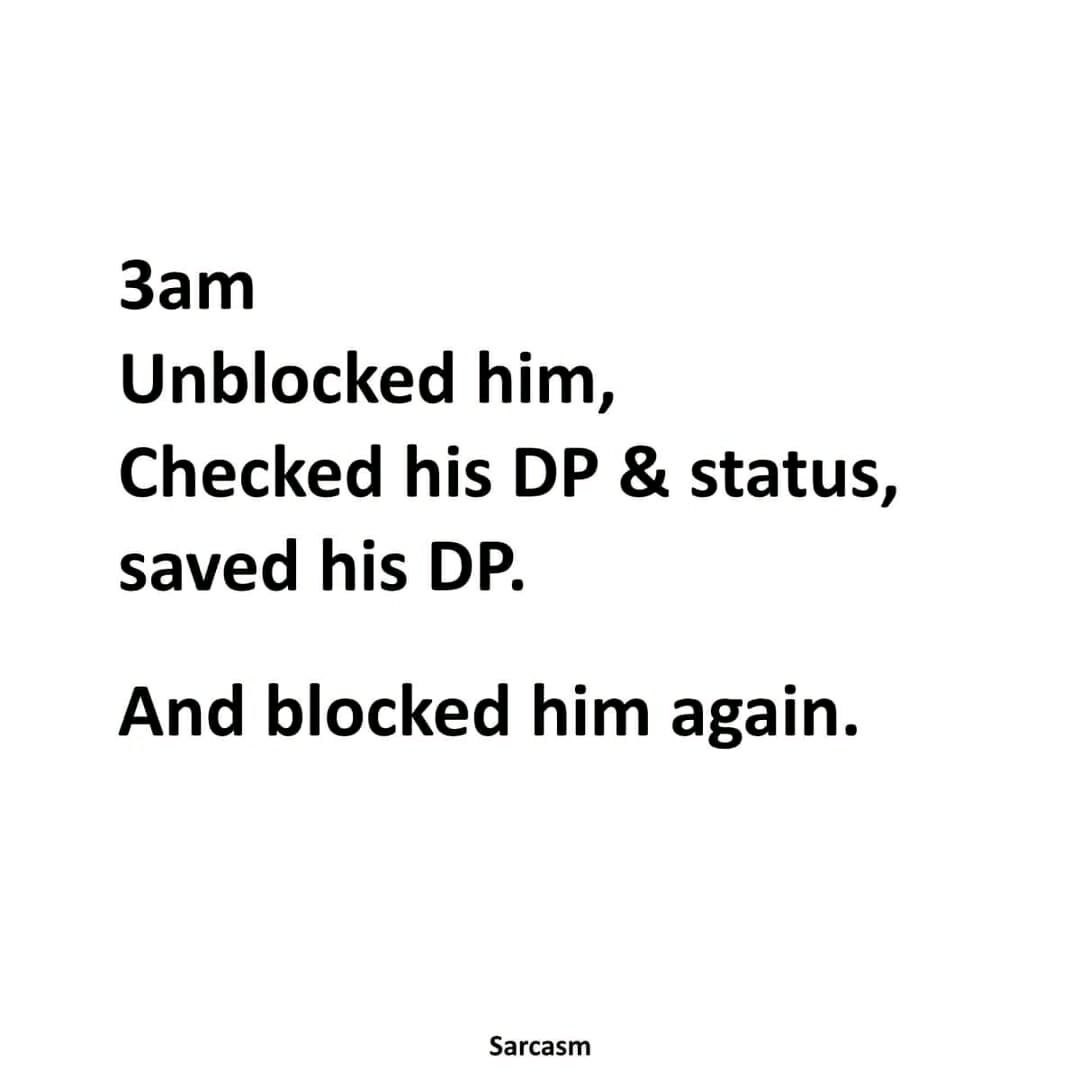 3am
Unblocked him,
Checked his DP & status,
saved his DP.
And blocked him again.
Sarcasm